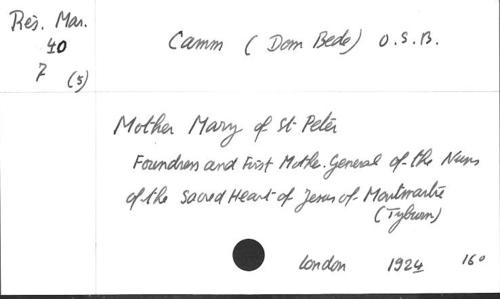 Rés. Mar.
40
7 (5)
Camm (Dom Bede) O.S.B.
Mother Mary of St Peter
Foundress and First Mother. General of the Nuns
of the Sacred Heart of Jesus of Montmartre
(Tyburn)
London 1924 16°